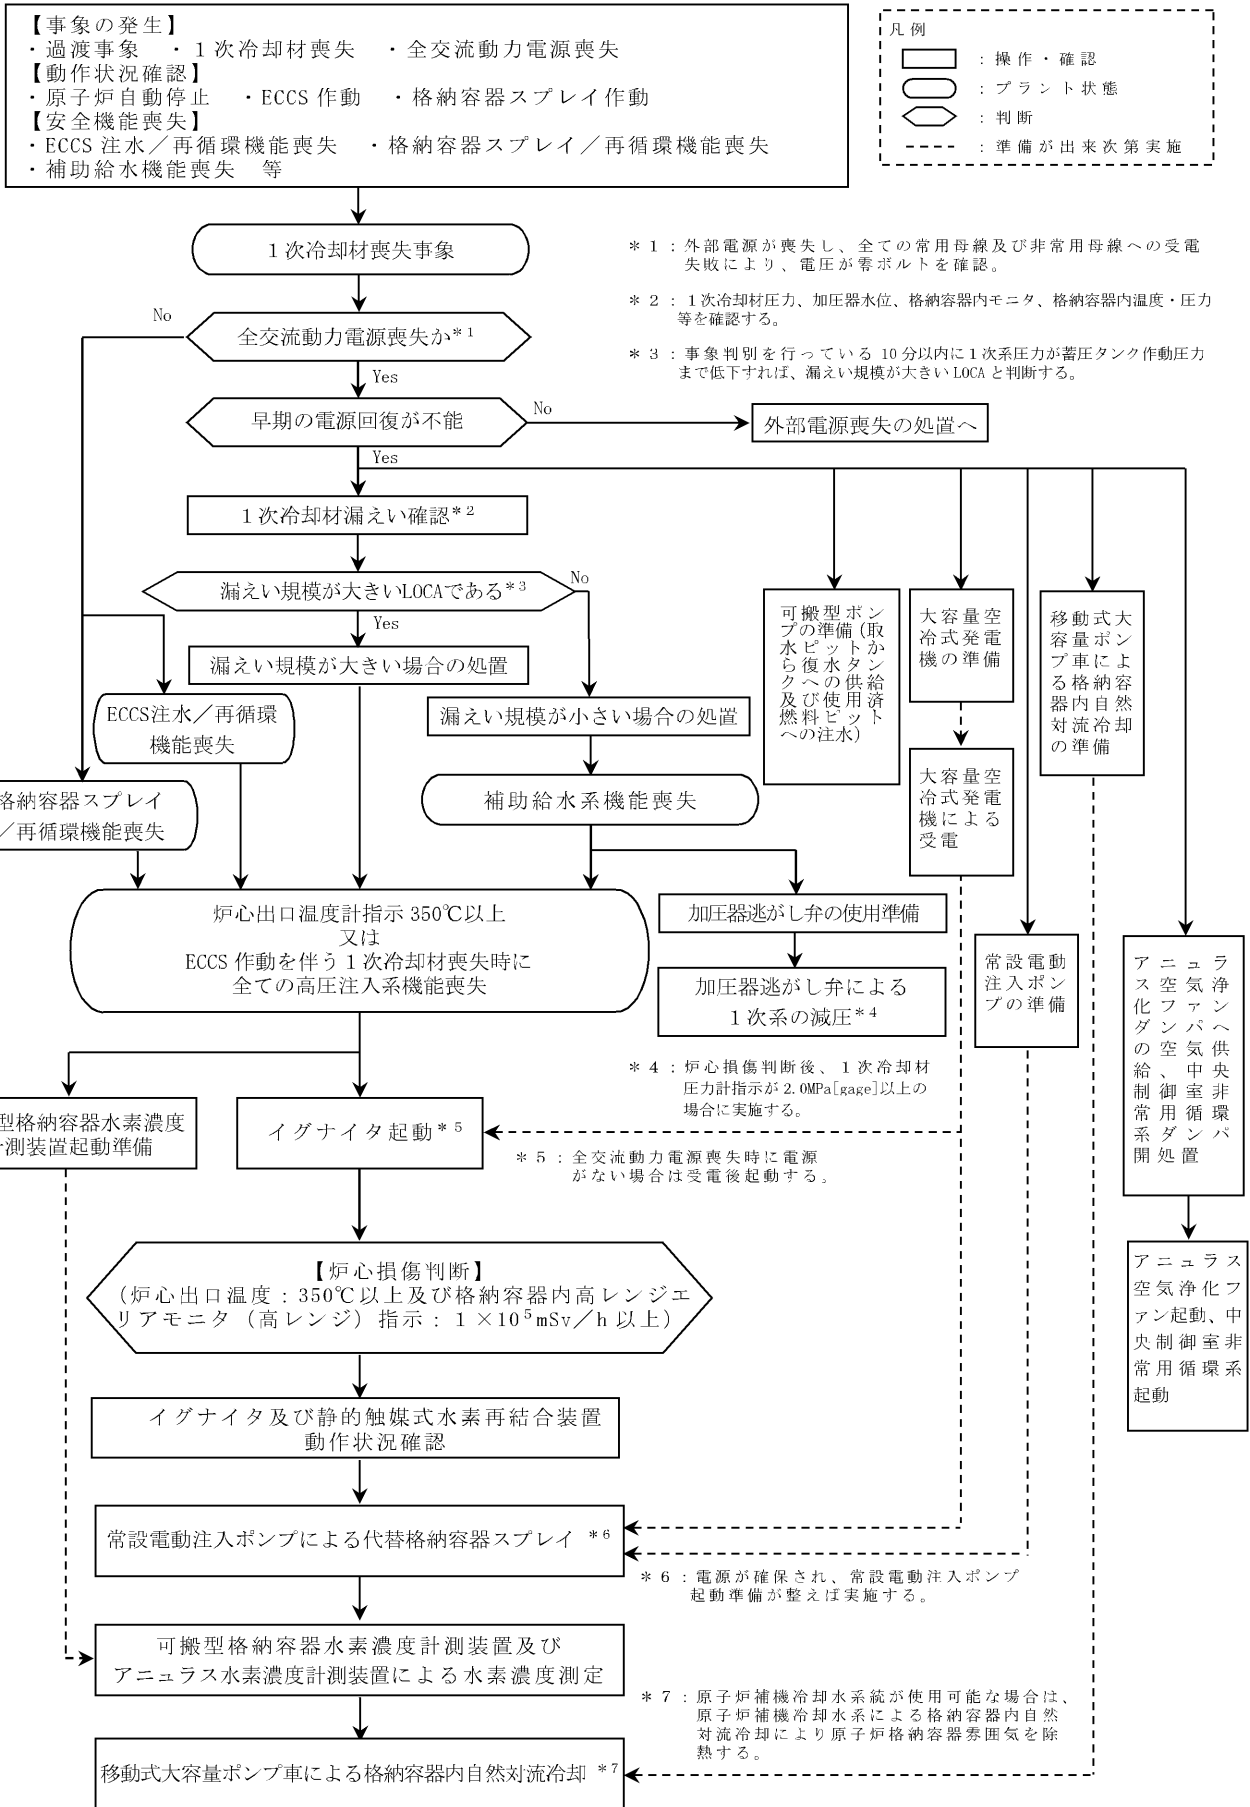 【事象の発生】
・過渡事象　・１次冷却材喪失　・全交流動力電源喪失
【動作状況確認】
・原子炉自動停止　・ECCS 作動　・格納容器スプレイ作動
【安全機能喪失】
・ECCS 注水／再循環機能喪失　・格納容器スプレイ／再循環機能喪失
・補助給水機能喪失　等
凡例
：操作・確認
：プラント状態
：判断
：準備が出来次第実施
１次冷却材喪失事象
＊１：外部電源が喪失し、全ての常用母線及び非常用母線への受電
失敗により、電圧が零ボルトを確認。
＊２：１次冷却材圧力、加圧器水位、格納容器内モニタ、格納容器内温度・圧力
等を確認する。
＊３：事象判別を行っている 10 分以内に１次系圧力が蓄圧タンク作動圧力
まで低下すれば、漏えい規模が大きい LOCA と判断する。
No
全交流動力電源喪失か＊１
Yes
早期の電源回復が不能
No
外部電源喪失の処置へ
Yes
１次冷却材漏えい確認＊２
漏えい規模が大きいLOCAである＊３
No
Yes
漏えい規模が大きい場合の処置
ECCS注水／再循環
機能喪失
漏えい規模が小さい場合の処置
格納容器スプレイ
／再循環機能喪失
補助給水系機能喪失
可搬型ポン
プの準備（取
水ピットか
ら復水タン
クへの供給
及び使用済
燃料ピット
への注水）
大容量空
冷式発電
機の準備
大容量空
冷式発電
機による
受電
移動式大
容量ポン
プ車によ
る格納容
器内自然
対流冷却
の準備
炉心出口温度計指示 350℃以上
又は
ECCS 作動を伴う１次冷却材喪失時に
全ての高圧注入系機能喪失
加圧器逃がし弁の使用準備
加圧器逃がし弁による
１次系の減圧＊４
常設電動
注入ポン
プの準備
アニュラ
ス空気浄
化ファン
ダンパへ
の空気供
給、中央
制御室非
常用循環
系ダンパ
開処置
＊４：炉心損傷判断後、１次冷却材
圧力計指示が 2.0MPa[gage]以上の
場合に実施する。
型格納容器水素濃度
計測装置起動準備
イグナイタ起動＊５
＊５：全交流動力電源喪失時に電源
がない場合は受電後起動する。
アニュラス
空気浄化フ
ァン起動、中
央制御室非
常用循環系
起動
【炉心損傷判断】
（炉心出口温度：350℃以上及び格納容器内高レンジエ
リアモニタ（高レンジ）指示：１×10⁵mSv／h 以上）
イグナイタ及び静的触媒式水素再結合装置
動作状況確認
常設電動注入ポンプによる代替格納容器スプレイ ＊６
＊６：電源が確保され、常設電動注入ポンプ
起動準備が整えば実施する。
可搬型格納容器水素濃度計測装置及び
アニュラス水素濃度計測装置による水素濃度測定
＊７：原子炉補機冷却水系統が使用可能な場合は、
原子炉補機冷却水系による格納容器内自然
対流冷却により原子炉格納容器雰囲気を除
熱する。
移動式大容量ポンプ車による格納容器内自然対流冷却 ＊７